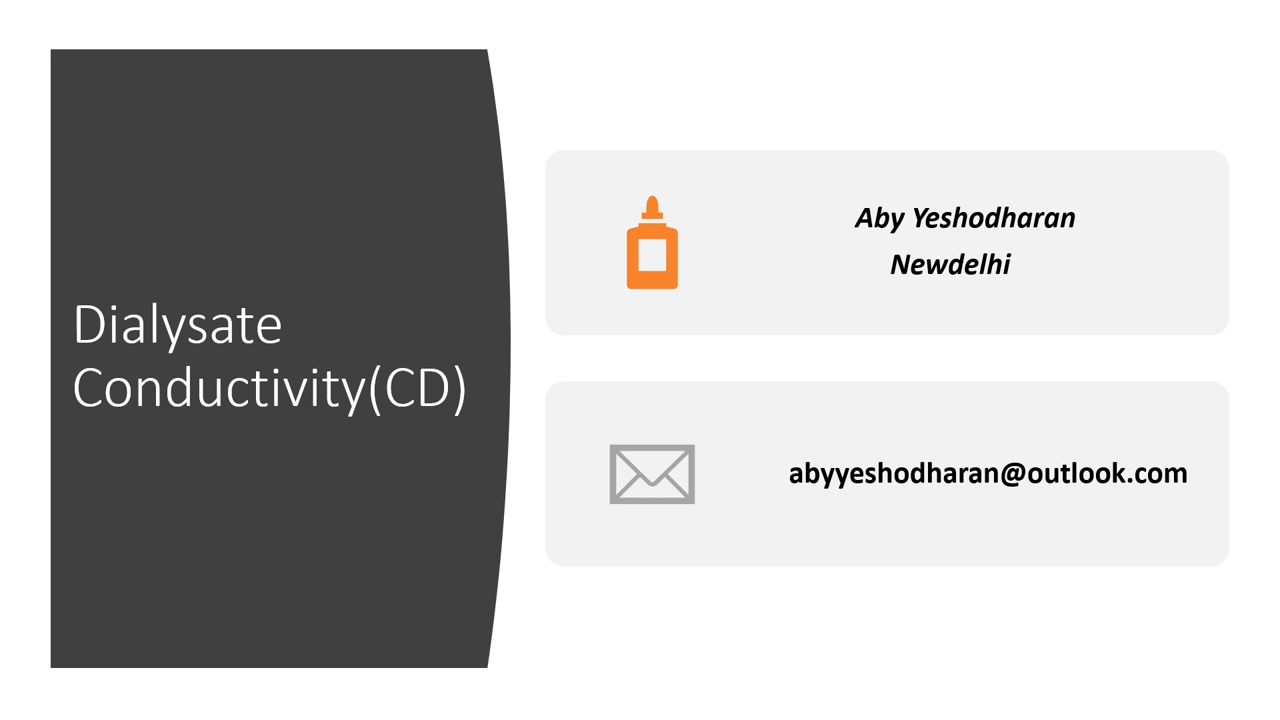 Dialysate
Conductivity(CD)
Aby Yeshodharan
Newdelhi
abyyeshodharan@outlook.com